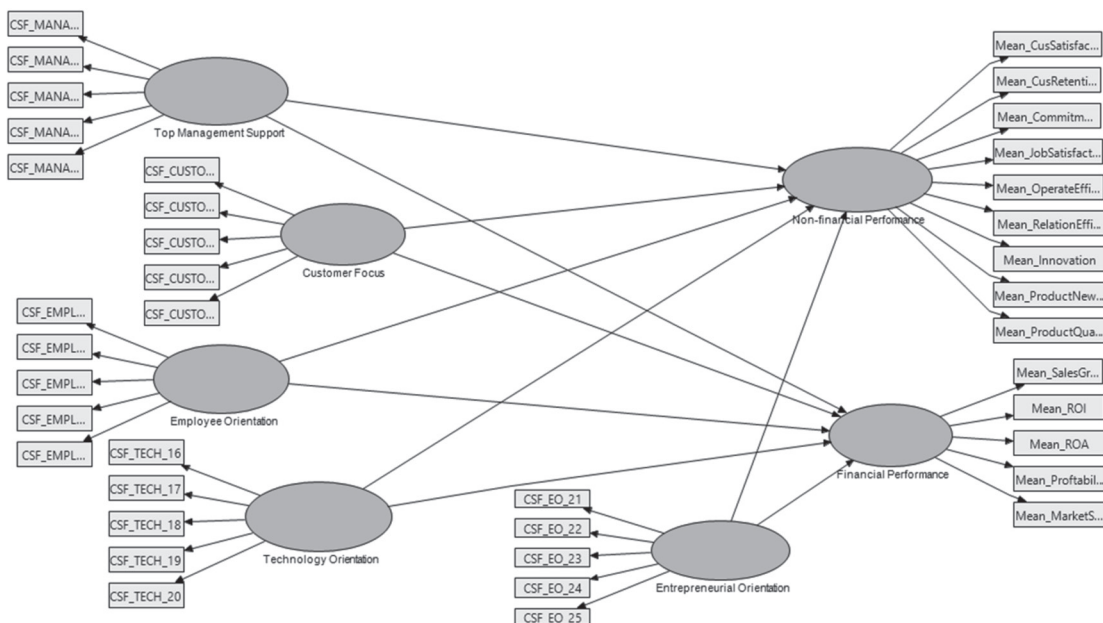 CSF_MANA...
CSF_MANA...
CSF_MANA...
CSF_MANA...
CSF_MANA...
Top Management Support
CSF_CUSTO...
CSF_CUSTO...
CSF_CUSTO...
CSF_CUSTO...
CSF_CUSTO...
Customer Focus
CSF_EMPL...
CSF_EMPL...
CSF_EMPL...
CSF_EMPL...
CSF_EMPL...
Employee Orientation
CSF_TECH_16
CSF_TECH_17
CSF_TECH_18
CSF_TECH_19
CSF_TECH_20
Technology Orientation
CSF_EO_21
CSF_EO_22
CSF_EO_23
CSF_EO_24
CSF_EO_25
Entrepreneurial Orientation
Non-financial Performance
Mean_CusSatisfac...
Mean_CusRetenti...
Mean_Commitm...
Mean_JobSatisfact...
Mean_OperateEffi...
Mean_RelationEffi...
Mean_Innovation
Mean_ProductNew...
Mean_ProductQua...
Financial Performance
Mean_SalesGr...
Mean_ROI
Mean_ROA
Mean_Proftabil...
Mean_MarketS...